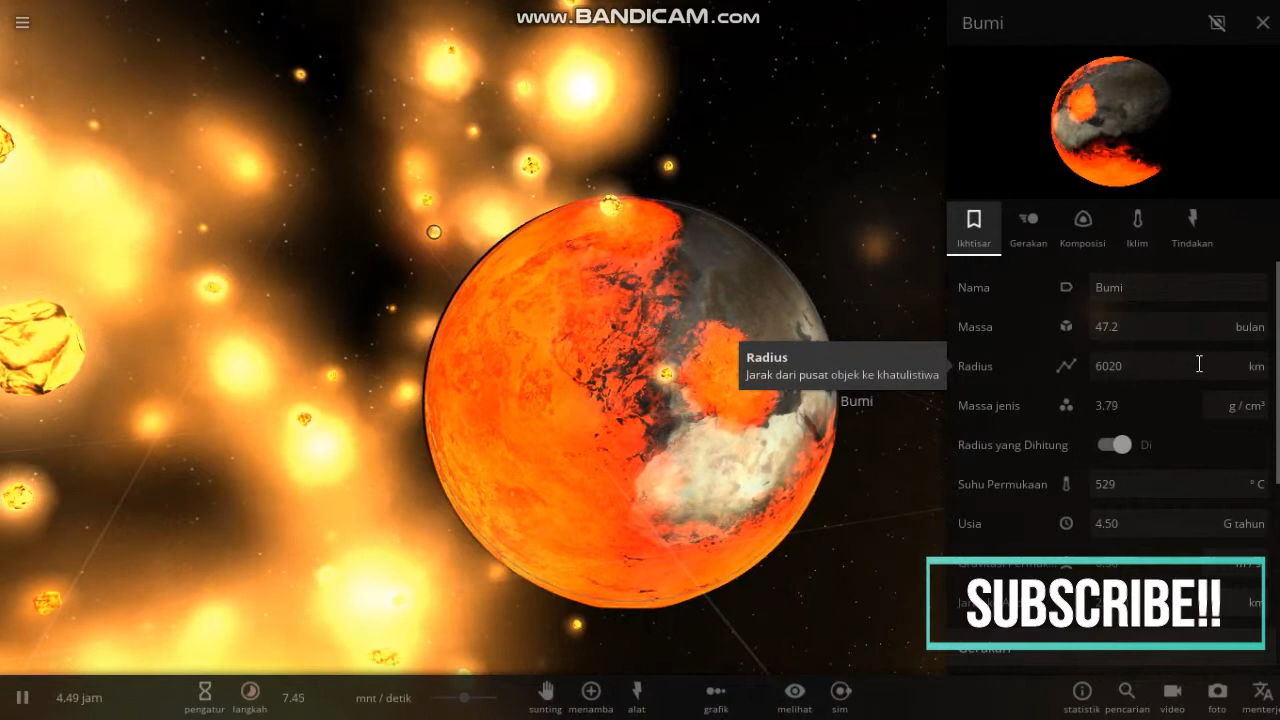 www.BANDICAM.com
Bumi
Ikhtisar
Gerakan
Komposisi
Iklim
Tindakan
Nama Bumi
Massa 47.2 bulan
Radius 6020 km
Massa jenis 3.79 g / cm³
Radius yang Dihitung Di
Suhu Permukaan 529 ° C
Usia 4.50 G tahun
Radius
Jarak dari pusat objek ke khatulistiwa
Bumi
SUBSCRIBE!!
km
4.49 jam
pengatur
langkah
7.45
mnt / detik
sunting
menamba
alat
grafik
melihat
sim
statistik
pencarian
video
foto
menterj